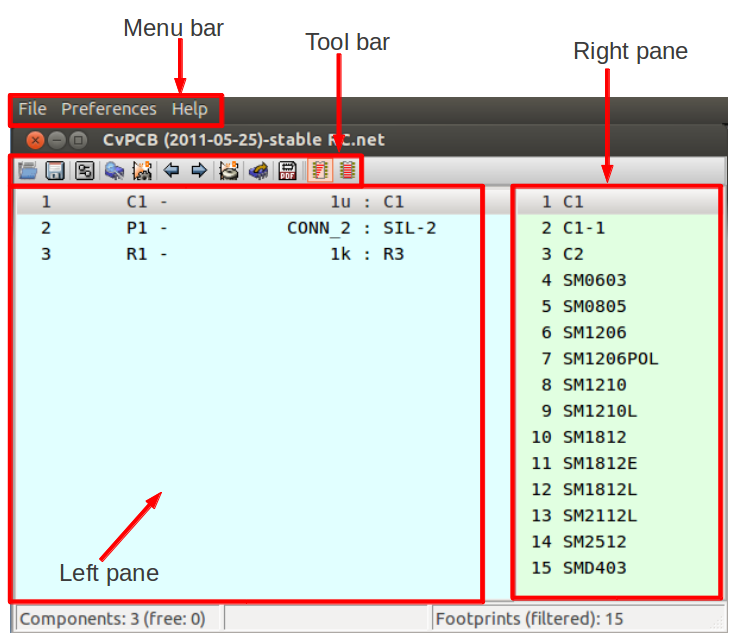 Menu bar
Tool bar
Right pane
File Preferences Help
CvPCB (2011-05-25)-stable RC.net
PDF
1 C1 - 1u : C1
2 P1 - CONN_2 : SIL-2
3 R1 - 1k : R3
1 C1
2 C1-1
3 C2
4 SM0603
5 SM0805
6 SM1206
7 SM1206POL
8 SM1210
9 SM1210L
10 SM1812
11 SM1812E
12 SM1812L
13 SM2112L
14 SM2512
15 SMD403
Left pane
Components: 3 (free: 0)
Footprints (filtered): 15